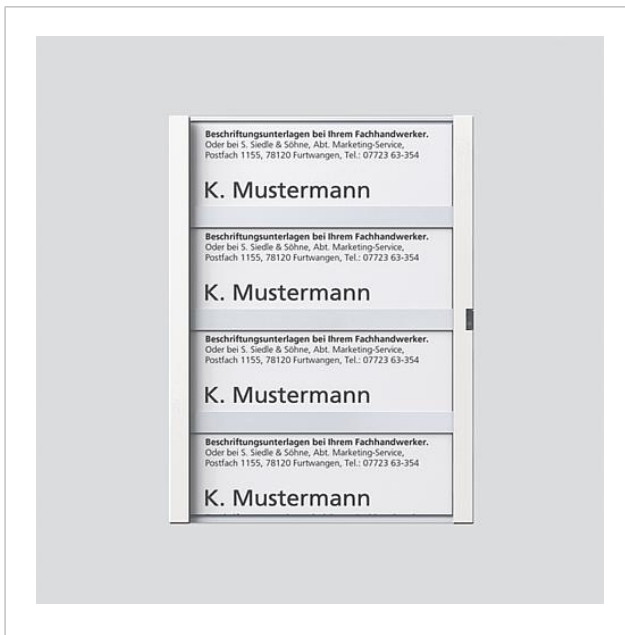 Beschriftungsunterlagen bei Ihrem Fachhandwerker.
Oder bei S. Siedle & Söhne, Abt. Marketing-Service,
Postfach 1155, 78120 Furtwangen, Tel.: 07723 63-354
K. Mustermann
Beschriftungsunterlagen bei Ihrem Fachhandwerker.
Oder bei S. Siedle & Söhne, Abt. Marketing-Service,
Postfach 1155, 78120 Furtwangen, Tel.: 07723 63-354
K. Mustermann
Beschriftungsunterlagen bei Ihrem Fachhandwerker.
Oder bei S. Siedle & Söhne, Abt. Marketing-Service,
Postfach 1155, 78120 Furtwangen, Tel.: 07723 63-354
K. Mustermann
Beschriftungsunterlagen bei Ihrem Fachhandwerker.
Oder bei S. Siedle & Söhne, Abt. Marketing-Service,
Postfach 1155, 78120 Furtwangen, Tel.: 07723 63-354
K. Mustermann